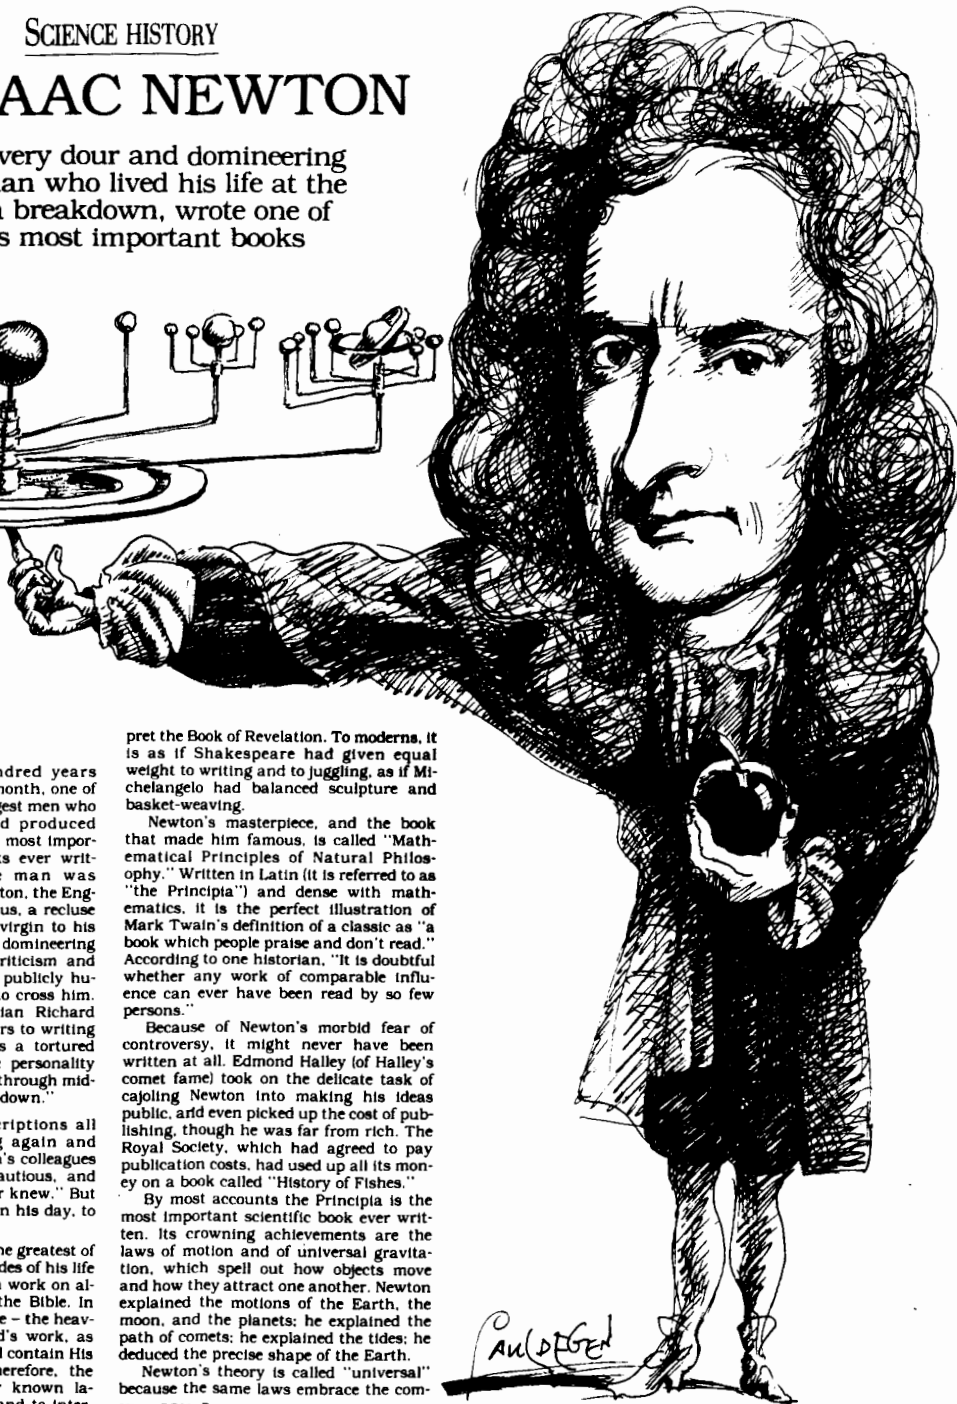 SCIENCE HISTORY
AAC NEWTON
very dour and domineering
an who lived his life at the
breakdown, wrote one of
s most important books
ndred years
month, one of
gest men who
d produced
most impor-
s ever writ-
man was
ton, the Eng-
us, a recluse
virgin to his
domineering
riticism and
publicly hu-
o cross him.
ian Richard
rs to writing
s a tortured
personality
through mid-
down."
riptions all
g again and
n's colleagues
autious, and
r knew." But
n his day, to
he greatest of
des of his life
work on al-
the Bible. In
e – the heav-
d's work, as
l contain His
herefore, the
r known la-
and to inter-
pret the Book of Revelation. To moderns, it
is as if Shakespeare had given equal
weight to writing and to juggling, as if Mi-
chelangelo had balanced sculpture and
basket-weaving.
Newton's masterpiece, and the book
that made him famous, is called "Math-
ematical Principles of Natural Philos-
ophy." Written in Latin (it is referred to as
"the Principia") and dense with math-
ematics, it is the perfect illustration of
Mark Twain's definition of a classic as "a
book which people praise and don't read."
According to one historian, "It is doubtful
whether any work of comparable influ-
ence can ever have been read by so few
persons."
Because of Newton's morbid fear of
controversy, it might never have been
written at all. Edmond Halley (of Halley's
comet fame) took on the delicate task of
cajoling Newton into making his ideas
public, and even picked up the cost of pub-
lishing, though he was far from rich. The
Royal Society, which had agreed to pay
publication costs, had used up all its mon-
ey on a book called "History of Fishes."
By most accounts the Principia is the
most important scientific book ever writ-
ten. Its crowning achievements are the
laws of motion and of universal gravita-
tion, which spell out how objects move
and how they attract one another. Newton
explained the motions of the Earth, the
moon, and the planets; he explained the
path of comets; he explained the tides; he
deduced the precise shape of the Earth.
Newton's theory is called "universal"
because the same laws embrace the com-
PAUL DEGEN